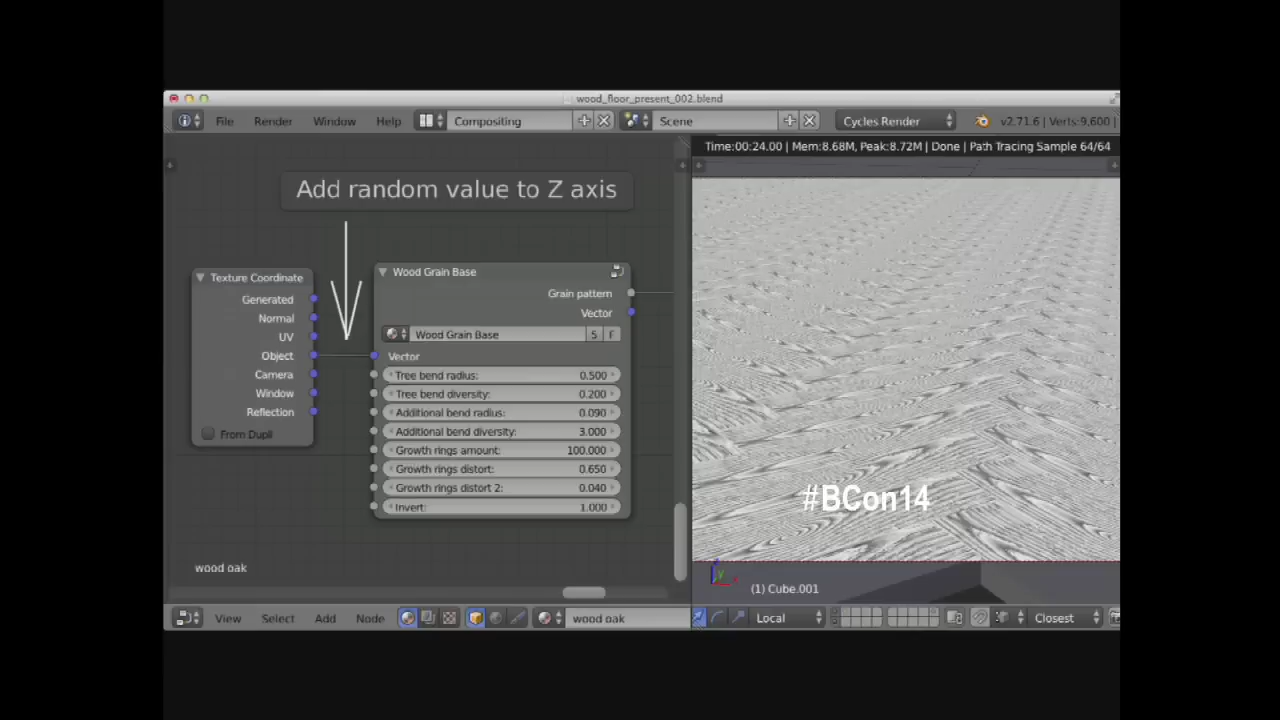 wood_floor_present_002.blend
File Render Window Help Compositing Scene Cycles Render v2.71.6 | Verts:9,600 |
Time:00:24.00 | Mem:8.68M, Peak:8.72M | Done | Path Tracing Sample 64/64
Add random value to Z axis
Texture Coordinate
Generated
Normal
UV
Object
Camera
Window
Reflection
From Dupli
Wood Grain Base
Grain pattern
Vector
Wood Grain Base 5 F
Vector
Tree bend radius: 0.500
Tree bend diversity: 0.200
Additional bend radius: 0.090
Additional bend diversity: 3.000
Growth rings amount: 100.000
Growth rings distort: 0.650
Growth rings distort 2: 0.040
Invert: 1.000
#BCon14
wood oak
y x
(1) Cube.001
View Select Add Node wood oak Local Closest